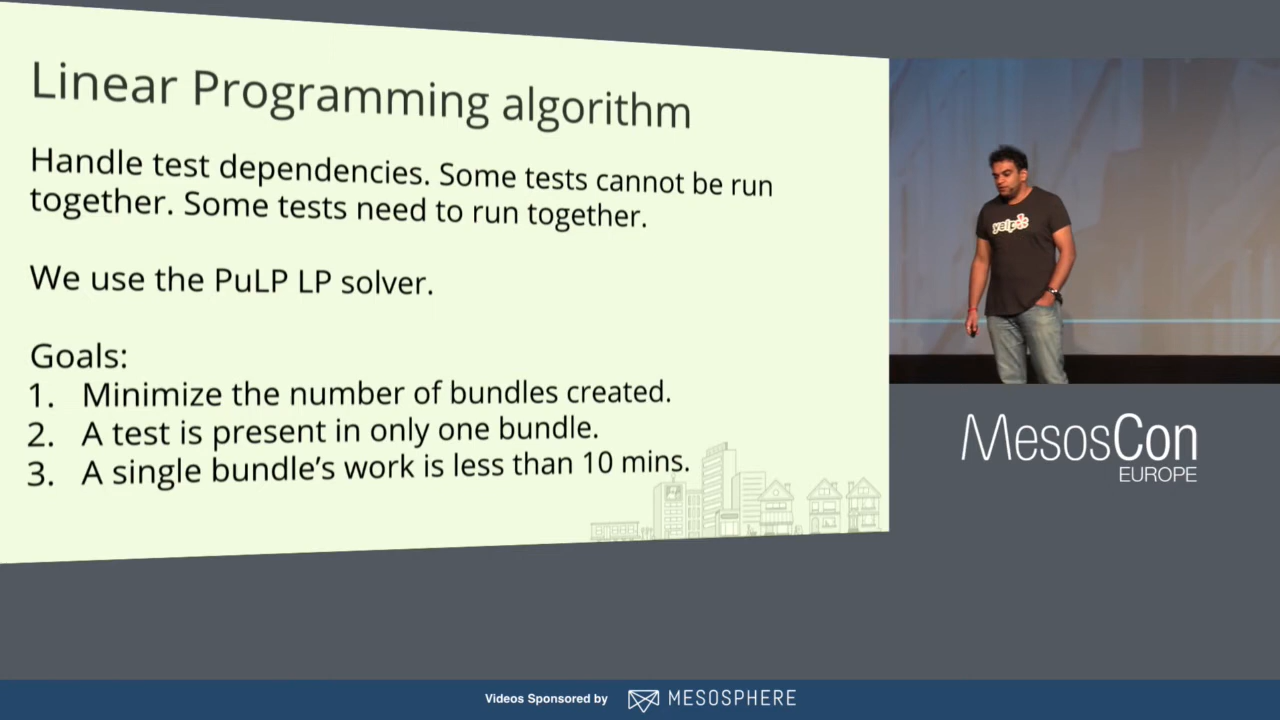 Linear Programming algorithm
Handle test dependencies. Some tests cannot be run
together. Some tests need to run together.
We use the PuLP LP solver.
Goals:
1. Minimize the number of bundles created.
2. A test is present in only one bundle.
3. A single bundle's work is less than 10 mins.
yelp
MesosCon
EUROPE
Videos Sponsored by MESOSPHERE